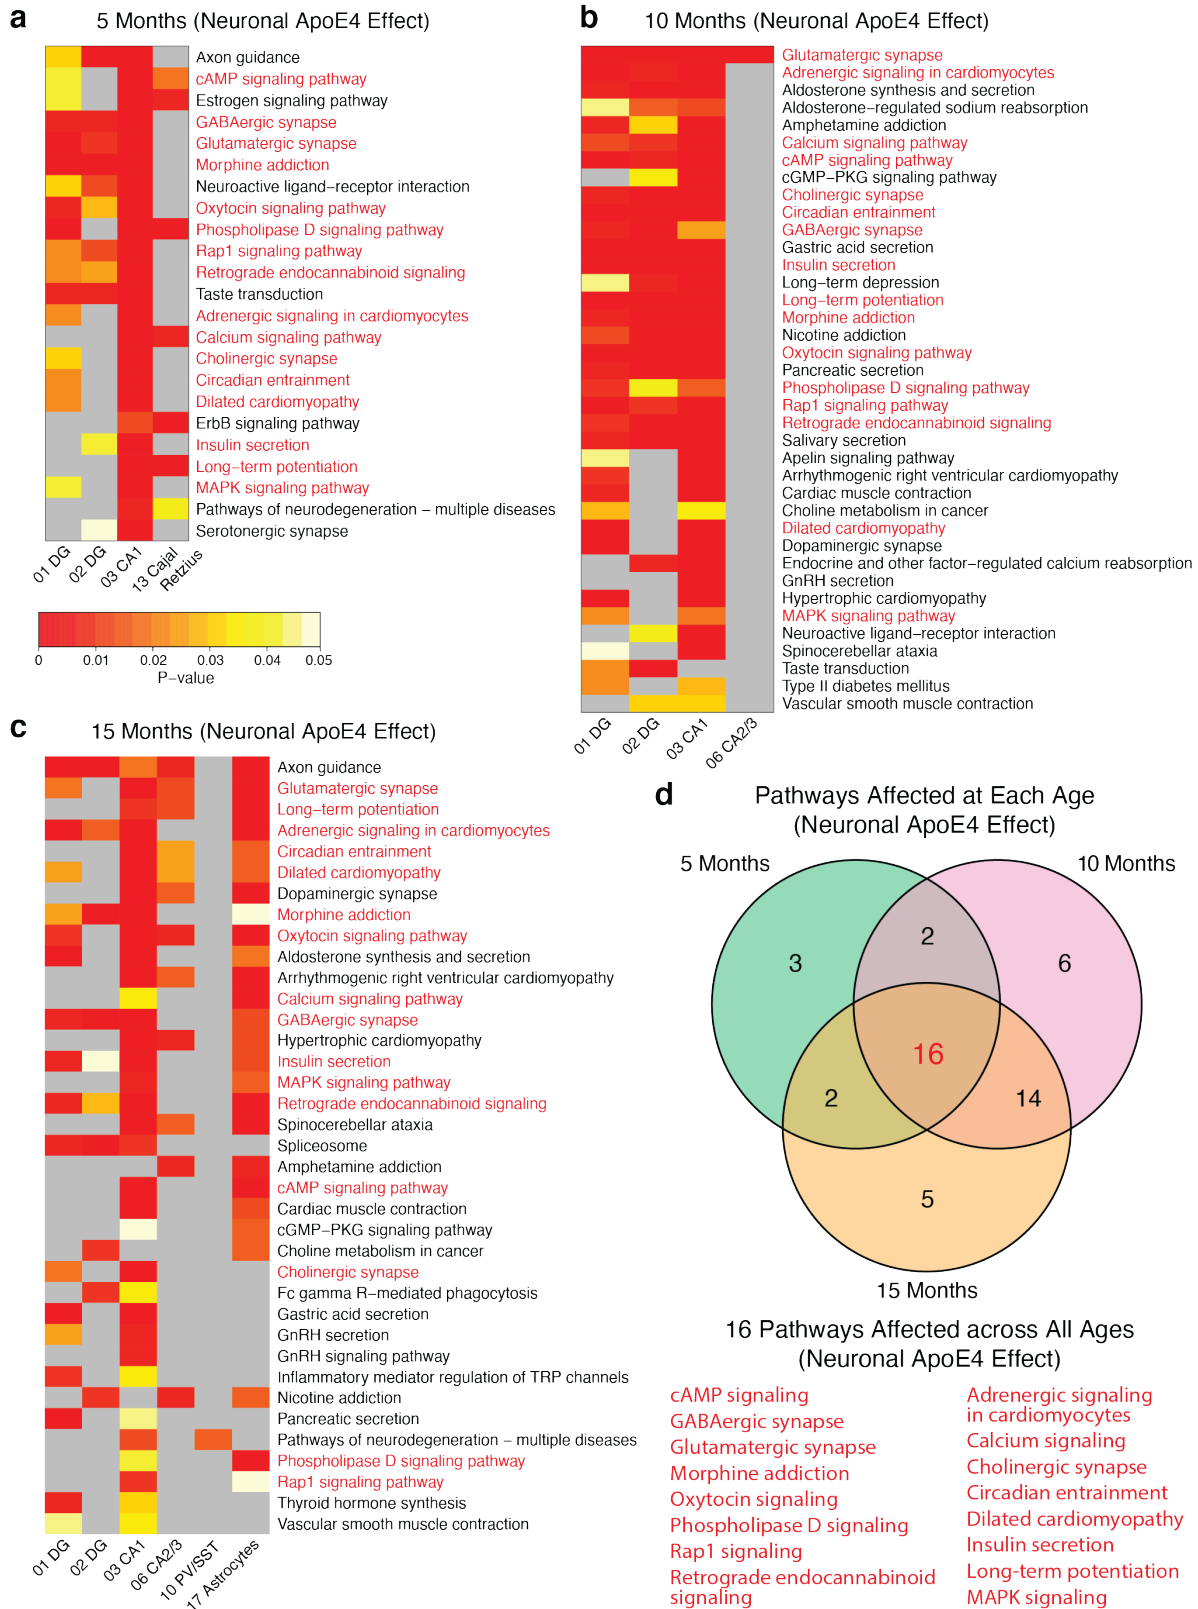 a
5 Months (Neuronal ApoE4 Effect)
Axon guidance
cAMP signaling pathway
Estrogen signaling pathway
GABAergic synapse
Glutamatergic synapse
Morphine addiction
Neuroactive ligand−receptor interaction
Oxytocin signaling pathway
Phospholipase D signaling pathway
Rap1 signaling pathway
Retrograde endocannabinoid signaling
Taste transduction
Adrenergic signaling in cardiomyocytes
Calcium signaling pathway
Cholinergic synapse
Circadian entrainment
Dilated cardiomyopathy
ErbB signaling pathway
Insulin secretion
Long−term potentiation
MAPK signaling pathway
Pathways of neurodegeneration − multiple diseases
Serotonergic synapse
01 DG
02 DG
03 CA1
13 Cajal
Retzius
0 0.01 0.02 0.03 0.04 0.05
P−value
b
10 Months (Neuronal ApoE4 Effect)
Glutamatergic synapse
Adrenergic signaling in cardiomyocytes
Aldosterone synthesis and secretion
Aldosterone−regulated sodium reabsorption
Amphetamine addiction
Calcium signaling pathway
cAMP signaling pathway
cGMP−PKG signaling pathway
Cholinergic synapse
Circadian entrainment
GABAergic synapse
Gastric acid secretion
Insulin secretion
Long−term depression
Long−term potentiation
Morphine addiction
Nicotine addiction
Oxytocin signaling pathway
Pancreatic secretion
Phospholipase D signaling pathway
Rap1 signaling pathway
Retrograde endocannabinoid signaling
Salivary secretion
Apelin signaling pathway
Arrhythmogenic right ventricular cardiomyopathy
Cardiac muscle contraction
Choline metabolism in cancer
Dilated cardiomyopathy
Dopaminergic synapse
Endocrine and other factor−regulated calcium reabsorption
GnRH secretion
Hypertrophic cardiomyopathy
MAPK signaling pathway
Neuroactive ligand−receptor interaction
Spinocerebellar ataxia
Taste transduction
Type II diabetes mellitus
Vascular smooth muscle contraction
01 DG
02 DG
03 CA1
06 CA2/3
c
15 Months (Neuronal ApoE4 Effect)
Axon guidance
Glutamatergic synapse
Long−term potentiation
Adrenergic signaling in cardiomyocytes
Circadian entrainment
Dilated cardiomyopathy
Dopaminergic synapse
Morphine addiction
Oxytocin signaling pathway
Aldosterone synthesis and secretion
Arrhythmogenic right ventricular cardiomyopathy
Calcium signaling pathway
GABAergic synapse
Hypertrophic cardiomyopathy
Insulin secretion
MAPK signaling pathway
Retrograde endocannabinoid signaling
Spinocerebellar ataxia
Spliceosome
Amphetamine addiction
cAMP signaling pathway
Cardiac muscle contraction
cGMP−PKG signaling pathway
Choline metabolism in cancer
Cholinergic synapse
Fc gamma R−mediated phagocytosis
Gastric acid secretion
GnRH secretion
GnRH signaling pathway
Inflammatory mediator regulation of TRP channels
Nicotine addiction
Pancreatic secretion
Pathways of neurodegeneration − multiple diseases
Phospholipase D signaling pathway
Rap1 signaling pathway
Thyroid hormone synthesis
Vascular smooth muscle contraction
01 DG
02 DG
03 CA1
06 CA2/3
10 PV/SST
17 Astrocytes
d
Pathways Affected at Each Age
(Neuronal ApoE4 Effect)
5 Months
10 Months
2
3
6
16
2
14
5
15 Months
16 Pathways Affected across All Ages
(Neuronal ApoE4 Effect)
cAMP signaling
GABAergic synapse
Glutamatergic synapse
Morphine addiction
Oxytocin signaling
Phospholipase D signaling
Rap1 signaling
Retrograde endocannabinoid
signaling
Adrenergic signaling
in cardiomyocytes
Calcium signaling
Cholinergic synapse
Circadian entrainment
Dilated cardiomyopathy
Insulin secretion
Long-term potentiation
MAPK signaling